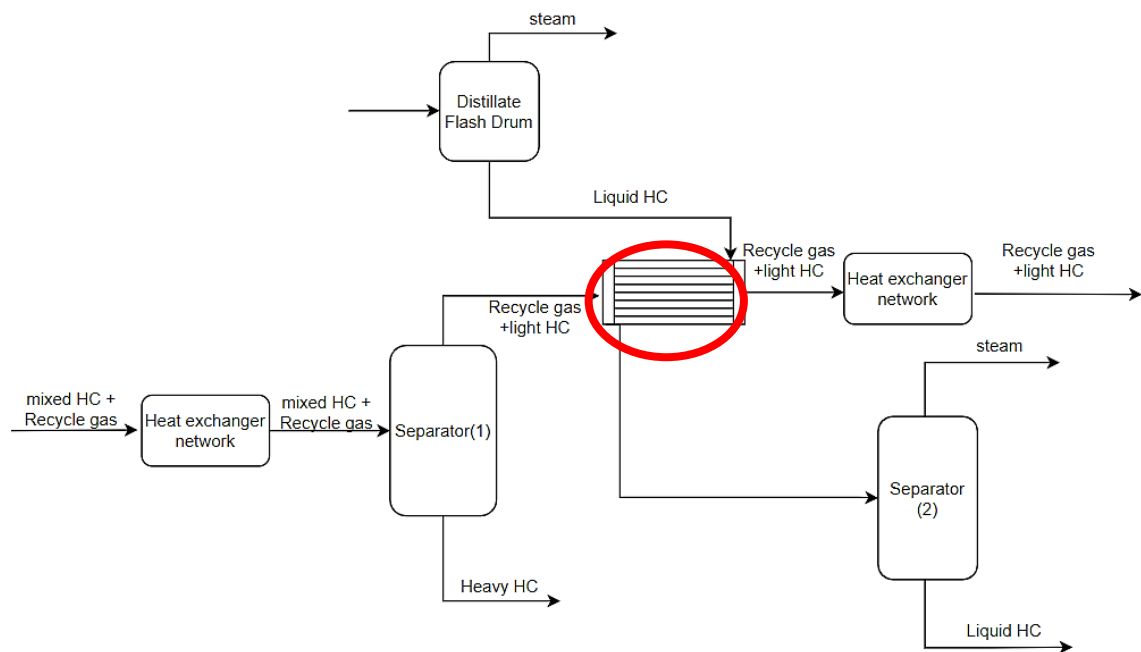 steam
Distillate
Flash Drum
Liquid HC
Recycle gas
+light HC
Heat exchanger
network
Recycle gas
+light HC
Recycle gas
+light HC
steam
mixed HC +
Recycle gas
Heat exchanger
network
mixed HC +
Recycle gas
Separator(1)
Separator
(2)
Heavy HC
Liquid HC